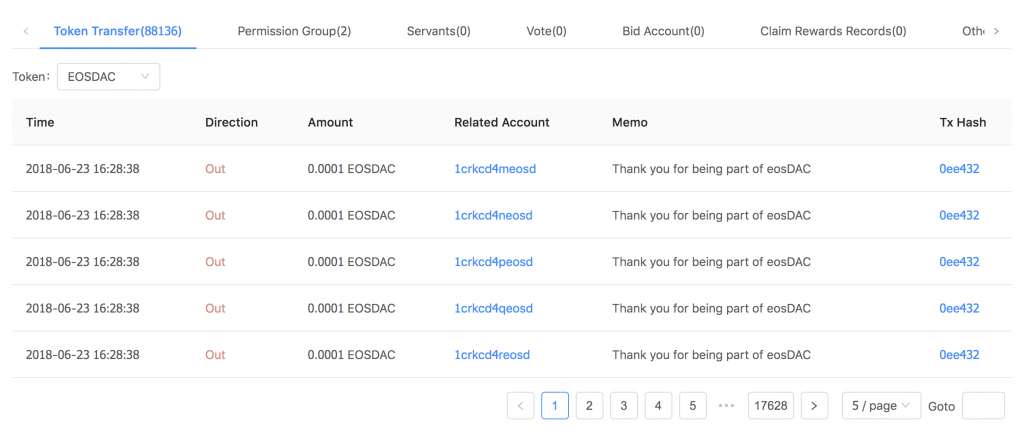 Token Transfer(88136) Permission Group(2) Servants(0) Vote(0) Bid Account(0) Claim Rewards Records(0)
Token: EOSDAC
Time Direction Amount Related Account Memo Tx Hash
2018-06-23 16:28:38 Out 0.0001 EOSDAC 1crkcd4meosd Thank you for being part of eosDAC 0ee432
2018-06-23 16:28:38 Out 0.0001 EOSDAC 1crkcd4neosd Thank you for being part of eosDAC 0ee432
2018-06-23 16:28:38 Out 0.0001 EOSDAC 1crkcd4peosd Thank you for being part of eosDAC 0ee432
2018-06-23 16:28:38 Out 0.0001 EOSDAC 1crkcd4qeosd Thank you for being part of eosDAC 0ee432
2018-06-23 16:28:38 Out 0.0001 EOSDAC 1crkcd4reosd Thank you for being part of eosDAC 0ee432
< 1 2 3 4 5 ••• 17628 > 5 / page Goto